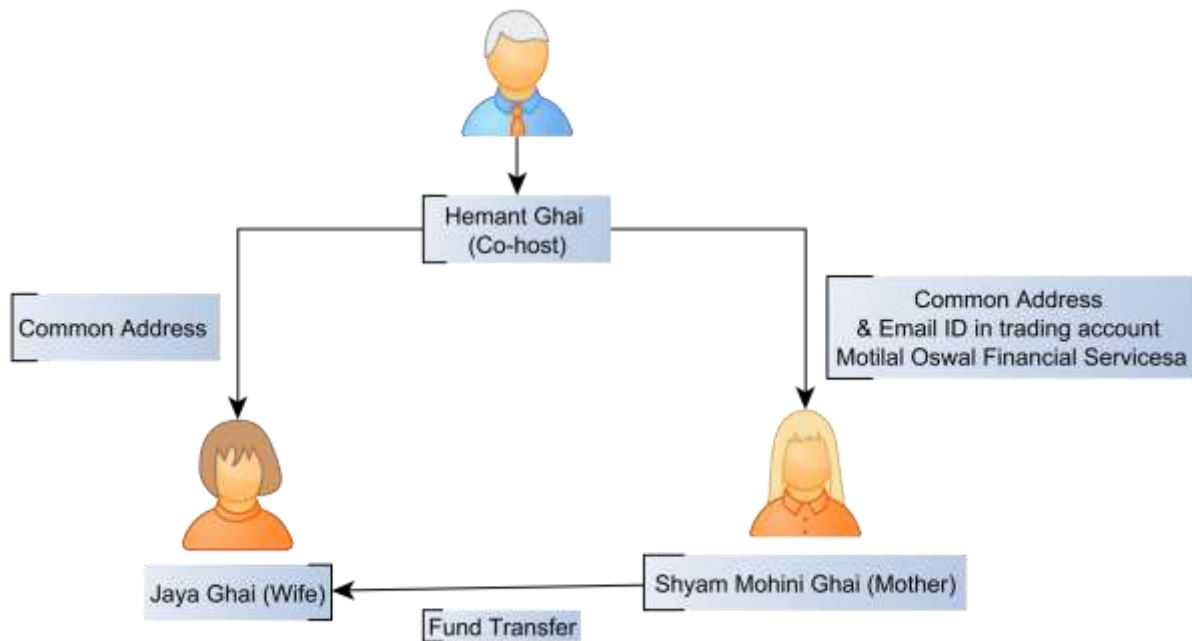 Hemant Ghai
(Co-host)
Common Address
Common Address
& Email ID in trading account
Motilal Oswal Financial Servicesa
Jaya Ghai (Wife)
Shyam Mohini Ghai (Mother)
Fund Transfer